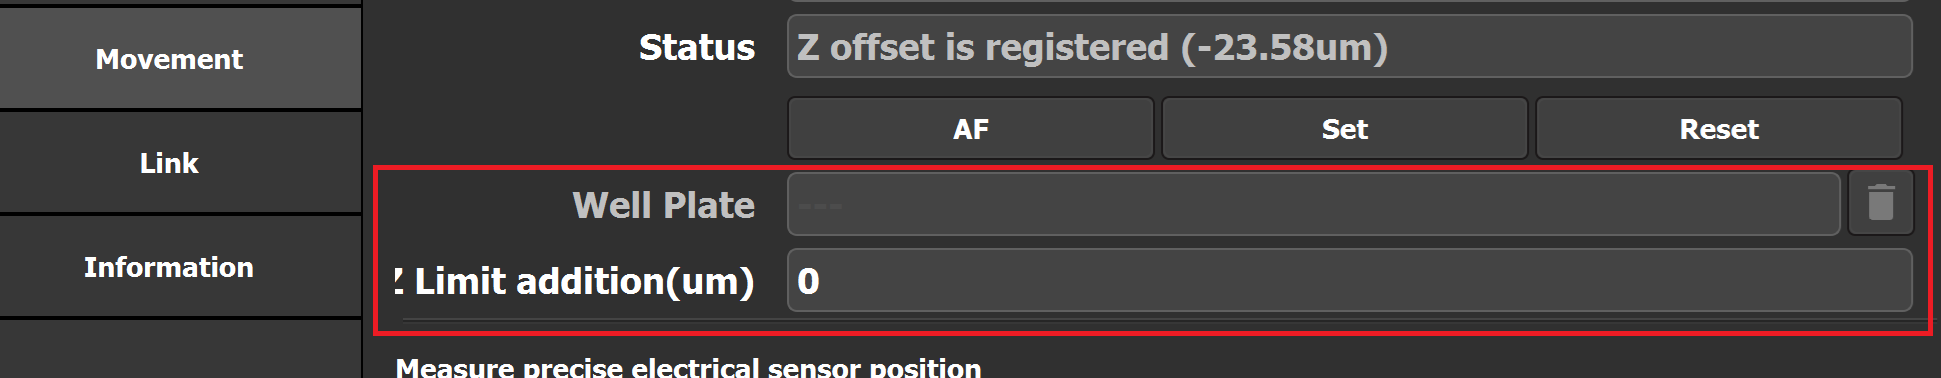 Movement
Status
Z offset is registered (-23.58um)
AF
Set
Reset
Link
Well Plate
---
Z Limit addition(um)
0
Information
Measure precise electrical sensor position